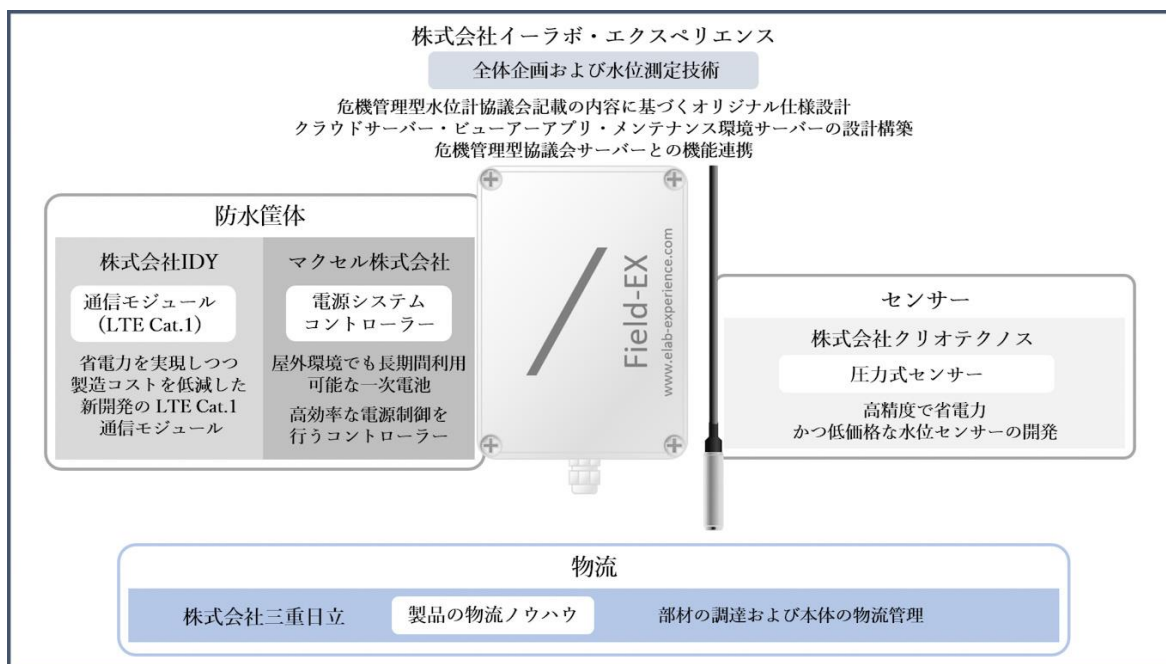 株式会社イーラボ・エクスペリエンス
全体企画および水位測定技術
危機管理型水位計協議会記載の内容に基づくオリジナル仕様設計
クラウドサーバー・ビューアーアプリ・メンテナンス環境サーバーの設計構築
危機管理型協議会サーバーとの機能連携
防水筐体
株式会社IDY
通信モジュール
（LTE Cat.1）
省電力を実現しつつ
製造コストを低減した
新開発の LTE Cat.1
通信モジュール
マクセル株式会社
電源システム
コントローラー
屋外環境でも長期間利用
可能な一次電池
高効率な電源制御を
行うコントローラー
Field-EX
www.elab-experience.com
センサー
株式会社クリオテクノス
圧力式センサー
高精度で省電力
かつ低価格な水位センサーの開発
物流
株式会社三重日立
製品の物流ノウハウ
部材の調達および本体の物流管理